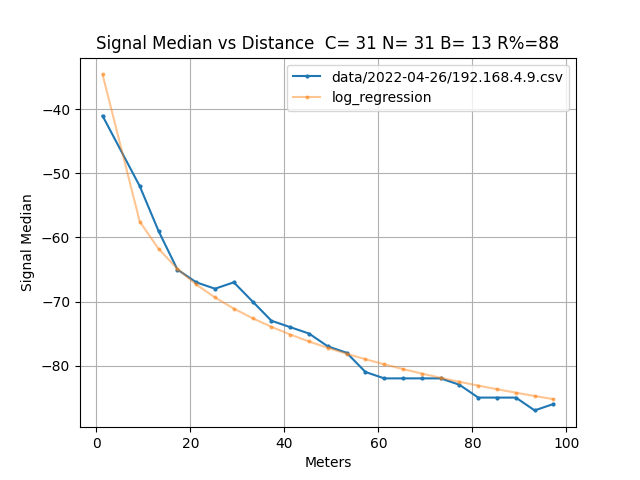 Signal Median vs Distance  C= 31 N= 31 B= 13 R%=88
data/2022-04-26/192.168.4.9.csv
log_regression
−40
−50
−60
−70
−80
Signal Median
0
20
40
60
80
100
Meters